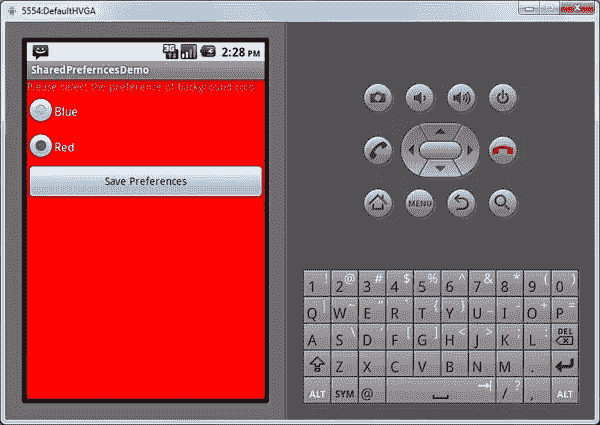 5554:DefaultHVGA
3G
2:28 PM
SharedPreferncesDemo
Please select the preference of background color
Blue
Red
Save Preferences
MENU
1 ! 2 @ 3 # 4 $ 5 % 6 ^ 7 & 8 * 9 ( 0 )
Q W ~ E " R ` T { Y } U _ I - O + P =
A S \ D ' F [ G ] H < J > K ; L : DEL
Z X C V B N M .
ALT SYM @ / ? , ALT